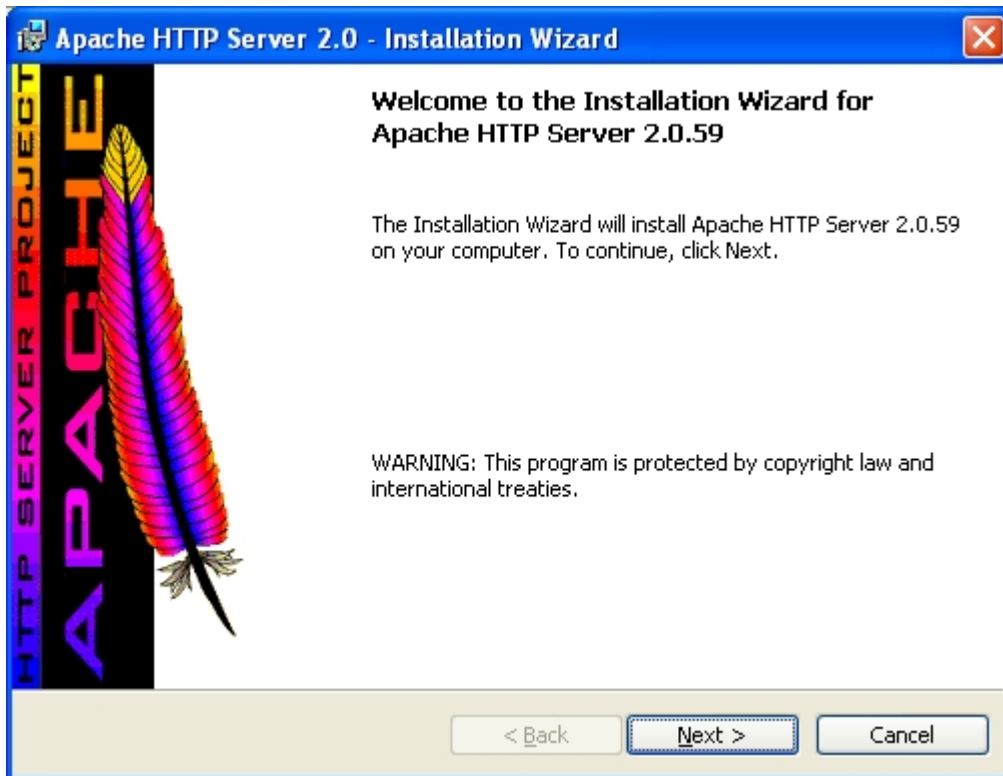 Apache HTTP Server 2.0 - Installation Wizard
HTTP SERVER PROJECT
APACHE
Welcome to the Installation Wizard for
Apache HTTP Server 2.0.59
The Installation Wizard will install Apache HTTP Server 2.0.59
on your computer. To continue, click Next.
WARNING: This program is protected by copyright law and
international treaties.
< Back
Next >
Cancel